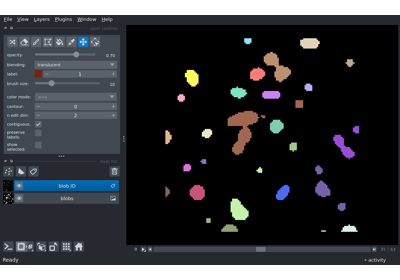 File View Layers Plugins Window Help
opacity: 0.70
blending: translucent
label: 1
brush size: 10
color mode:
contour: 0
n edit dim: 2
contiguous:
preserve labels:
show selected:
blob ID
blobs
Ready
activity